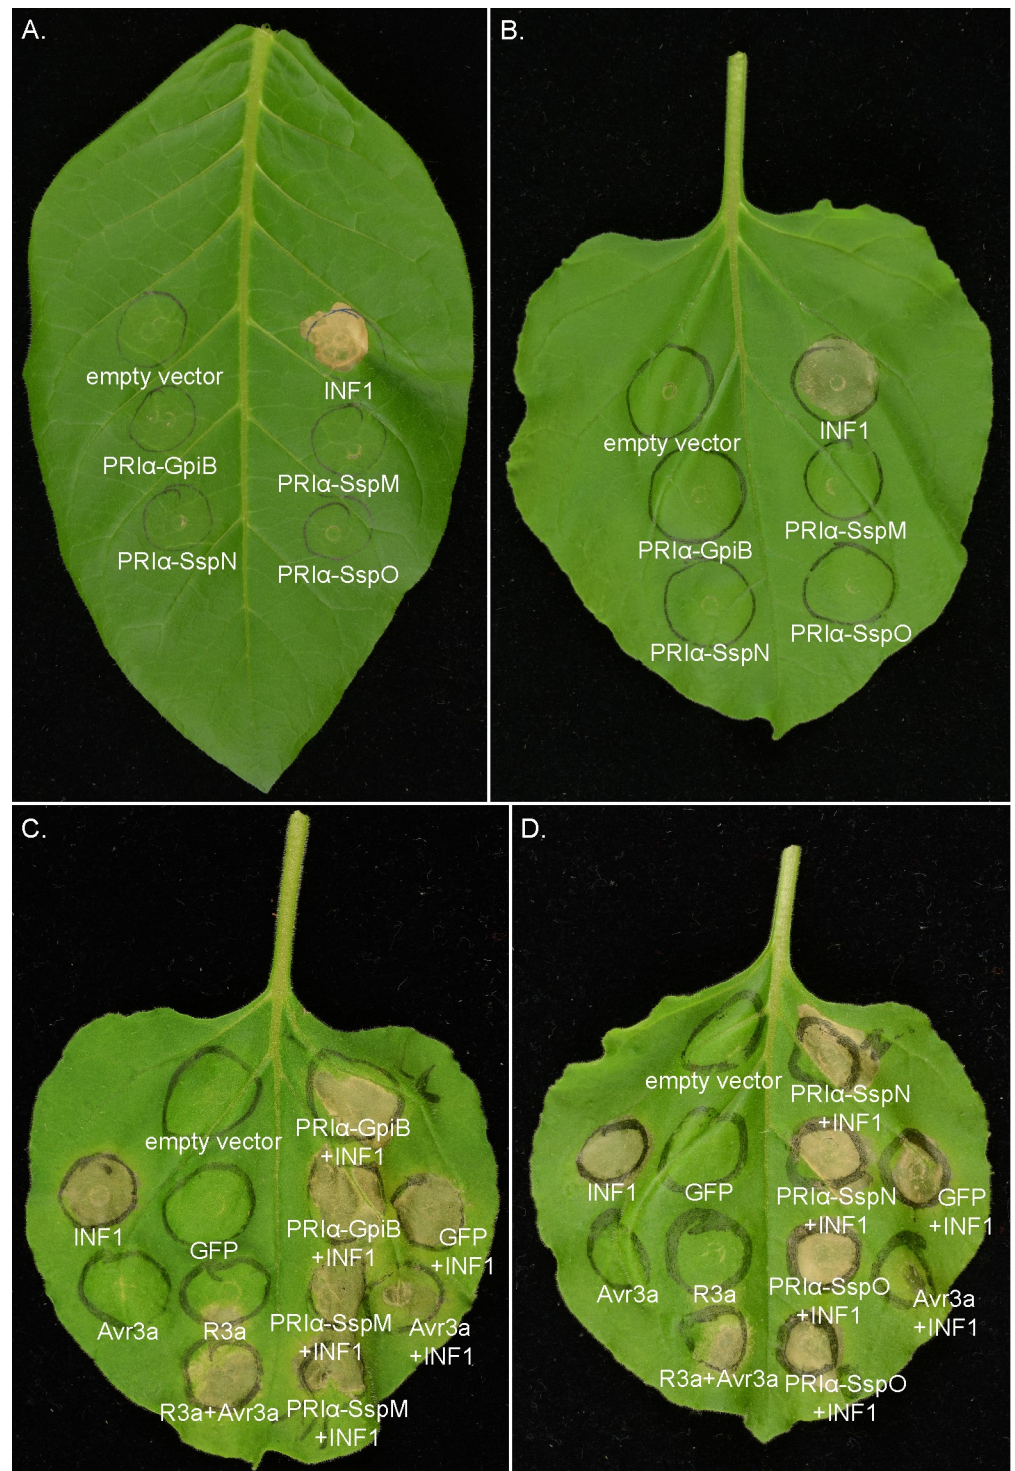 A.
empty vector
INF1
PRIα-GpiB
PRIα-SspM
PRIα-SspN
PRIα-SspO
B.
empty vector
INF1
PRIα-GpiB
PRIα-SspM
PRIα-SspN
PRIα-SspO
C.
empty vector
PRIα-GpiB
+INF1
INF1
GFP
PRIα-GpiB
+INF1
GFP
+INF1
Avr3a
R3a
PRIα-SspM
+INF1
Avr3a
+INF1
R3a+Avr3a
PRIα-SspM
+INF1
D.
empty vector
PRIα-SspN
+INF1
INF1
GFP
PRIα-SspN
+INF1
GFP
+INF1
Avr3a
R3a
PRIα-SspO
+INF1
Avr3a
+INF1
R3a+Avr3a
PRIα-SspO
+INF1